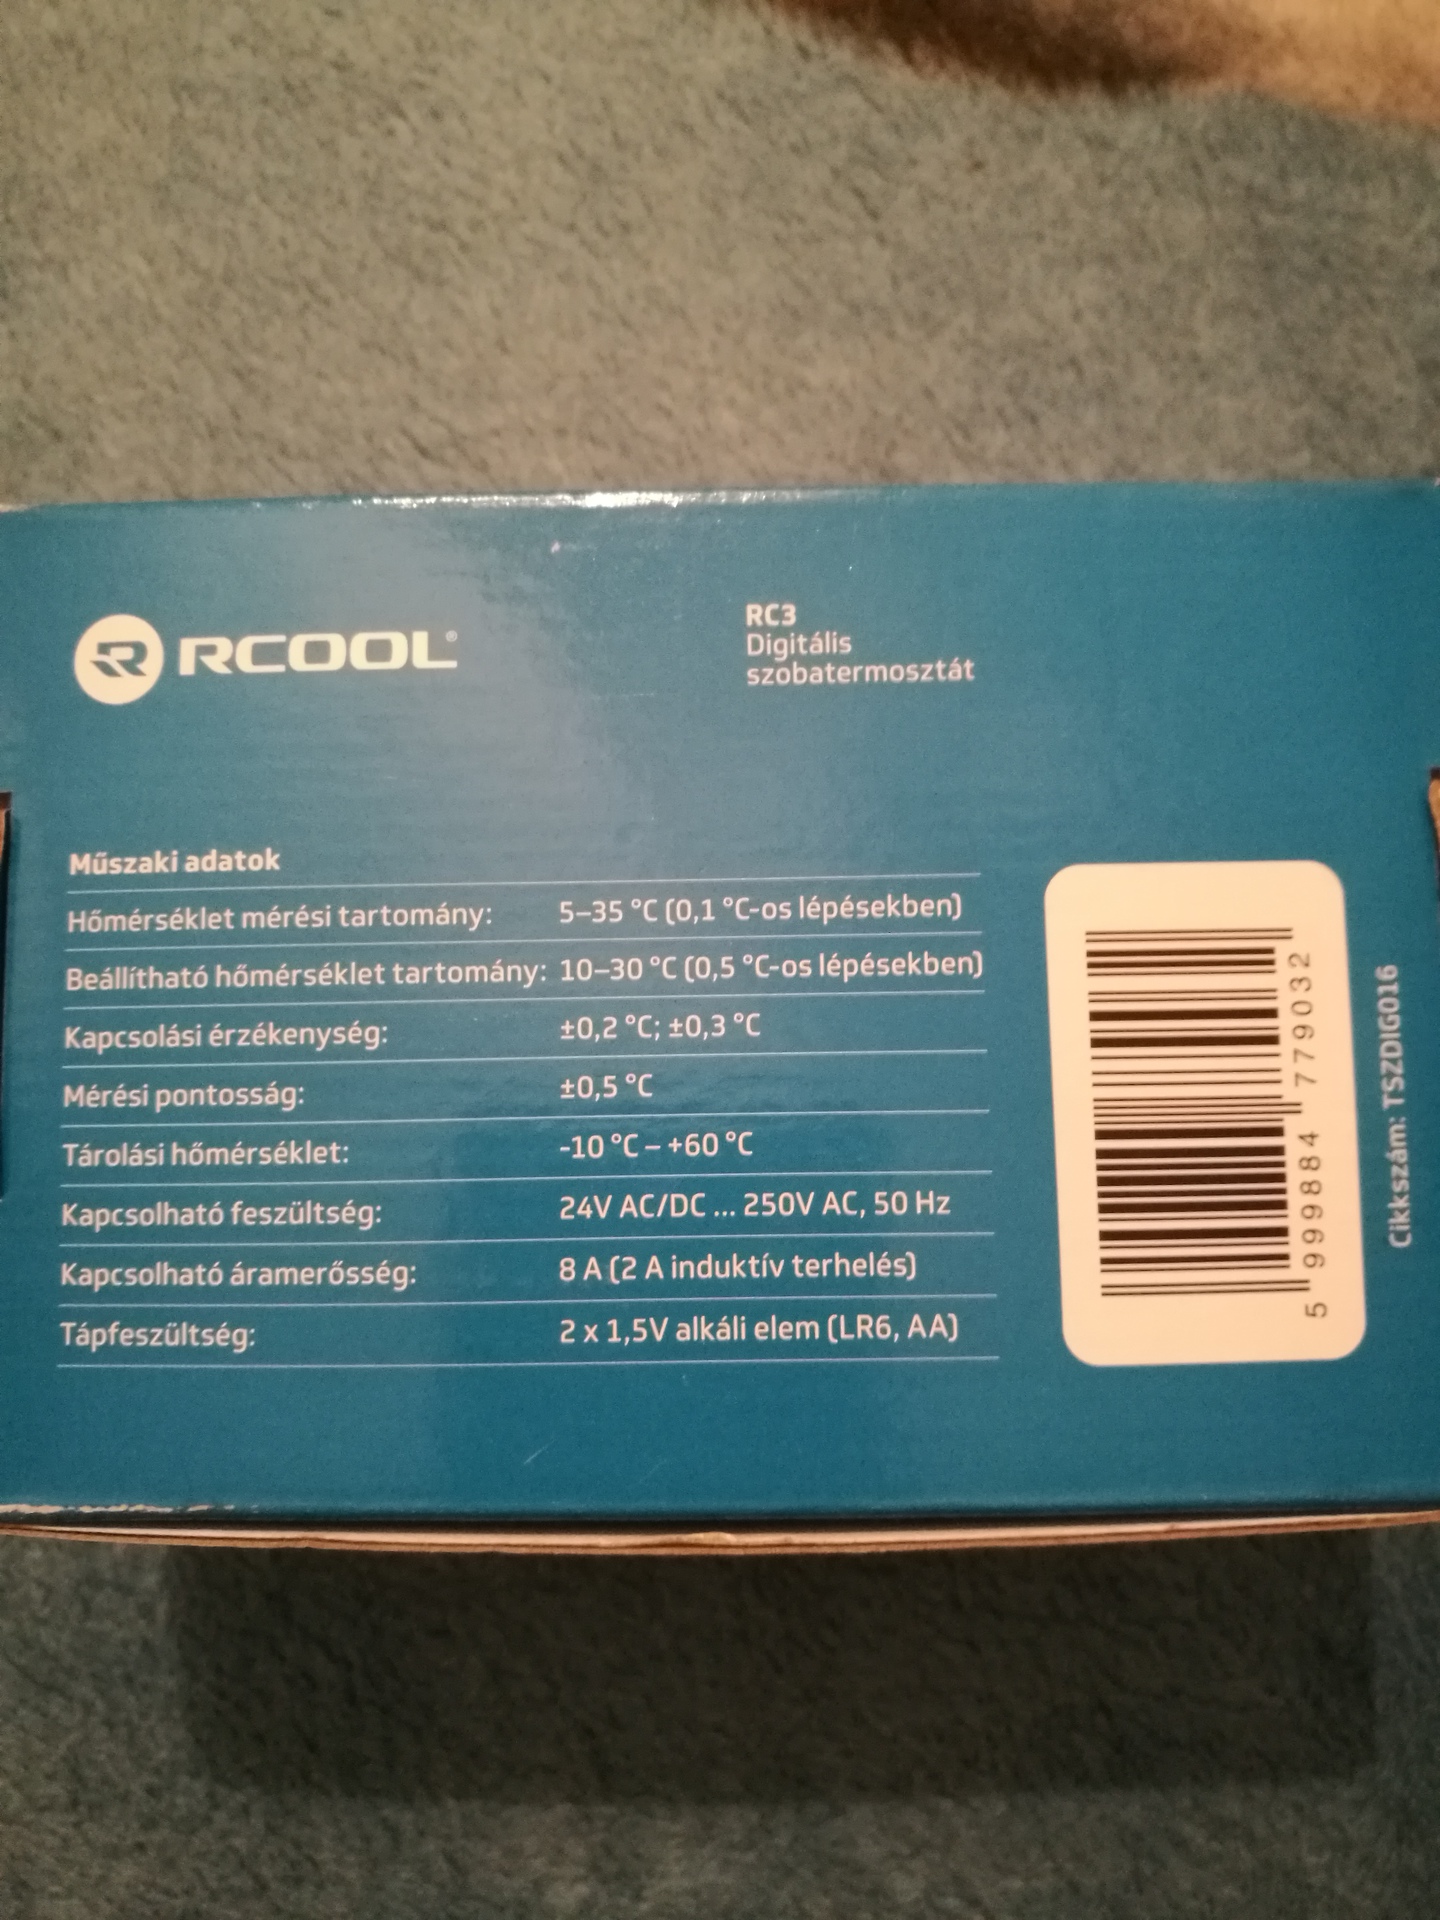 RCOOL®
RC3
Digitális
szobatermosztát
Műszaki adatok
Hőmérséklet mérési tartomány: 5–35 °C (0,1 °C-os lépésekben)
Beállítható hőmérséklet tartomány: 10–30 °C (0,5 °C-os lépésekben)
Kapcsolási érzékenység: ±0,2 °C; ±0,3 °C
Mérési pontosság: ±0,5 °C
Tárolási hőmérséklet: -10 °C – +60 °C
Kapcsolható feszültség: 24V AC/DC ... 250V AC, 50 Hz
Kapcsolható áramerősség: 8 A (2 A induktív terhelés)
Tápfeszültség: 2 x 1,5V alkáli elem (LR6, AA)
5 999884 779032
Cikkszám: TSZDIG016